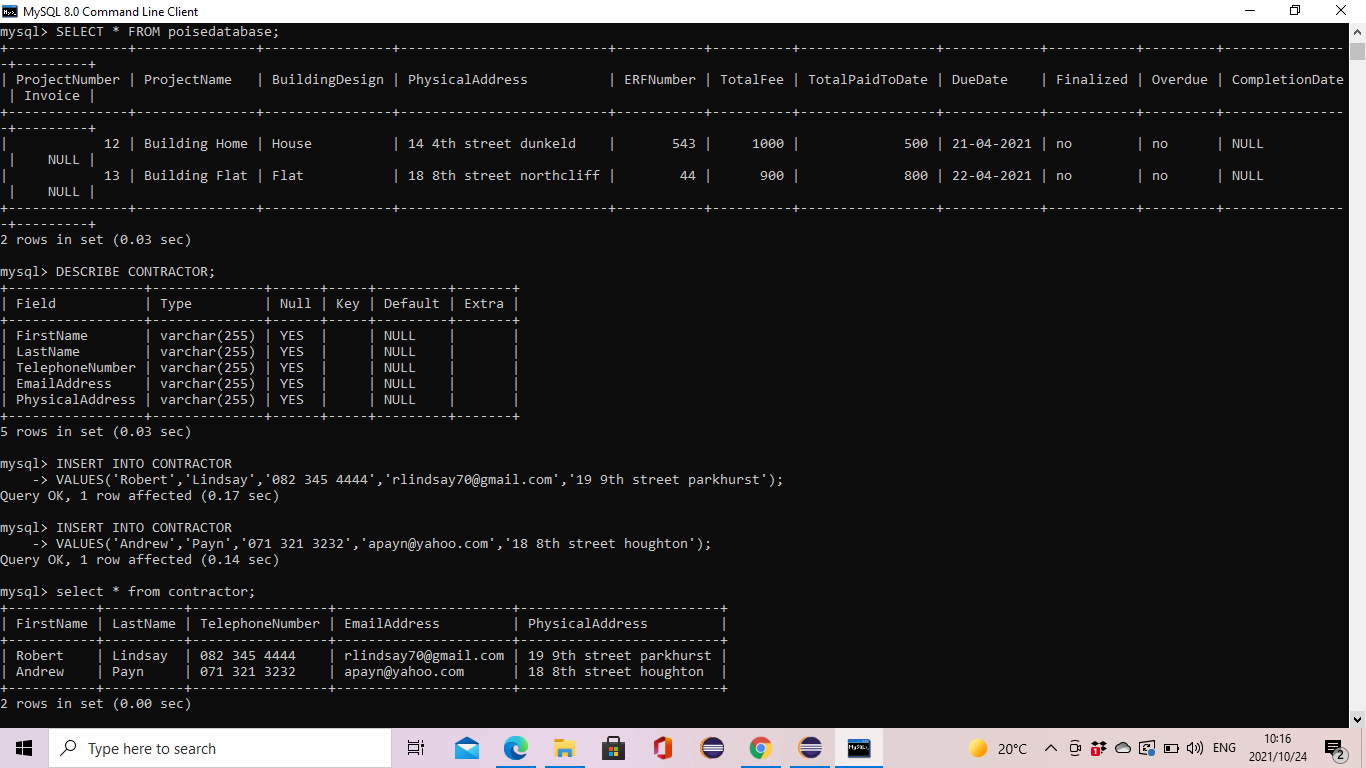 MySQL 8.0 Command Line Client
mysql> SELECT * FROM poisedatabase;
+---------------+---------------+----------------+--------------------------+-----------+----------+-----------------+------------+-----------+---------+---------------
-+---------+
| ProjectNumber | ProjectName   | BuildingDesign | PhysicalAddress          | ERFNumber | TotalFee | TotalPaidToDate | DueDate    | Finalized | Overdue | CompletionDate
 | Invoice |
+---------------+---------------+----------------+--------------------------+-----------+----------+-----------------+------------+-----------+---------+---------------
-+---------+
|            12 | Building Home | House          | 14 4th street dunkeld    |       543 |     1000 |             500 | 21-04-2021 | no        | no      | NULL
 |    NULL |
|            13 | Building Flat | Flat           | 18 8th street northcliff |        44 |      900 |             800 | 22-04-2021 | no        | no      | NULL
 |    NULL |
+---------------+---------------+----------------+--------------------------+-----------+----------+-----------------+------------+-----------+---------+---------------
-+---------+
2 rows in set (0.03 sec)
mysql> DESCRIBE CONTRACTOR;
+-----------------+--------------+------+-----+---------+-------+
| Field           | Type         | Null | Key | Default | Extra |
+-----------------+--------------+------+-----+---------+-------+
| FirstName       | varchar(255) | YES  |     | NULL    |       |
| LastName        | varchar(255) | YES  |     | NULL    |       |
| TelephoneNumber | varchar(255) | YES  |     | NULL    |       |
| EmailAddress    | varchar(255) | YES  |     | NULL    |       |
| PhysicalAddress | varchar(255) | YES  |     | NULL    |       |
+-----------------+--------------+------+-----+---------+-------+
5 rows in set (0.03 sec)
mysql> INSERT INTO CONTRACTOR
    -> VALUES('Robert','Lindsay','082 345 4444','rlindsay70@gmail.com','19 9th street parkhurst');
Query OK, 1 row affected (0.17 sec)
mysql> INSERT INTO CONTRACTOR
    -> VALUES('Andrew','Payn','071 321 3232','apayn@yahoo.com','18 8th street houghton');
Query OK, 1 row affected (0.14 sec)
mysql> select * from contractor;
+-----------+----------+-----------------+----------------------+-------------------------+
| FirstName | LastName | TelephoneNumber | EmailAddress         | PhysicalAddress         |
+-----------+----------+-----------------+----------------------+-------------------------+
| Robert    | Lindsay  | 082 345 4444    | rlindsay70@gmail.com | 19 9th street parkhurst |
| Andrew    | Payn     | 071 321 3232    | apayn@yahoo.com      | 18 8th street houghton  |
+-----------+----------+-----------------+----------------------+-------------------------+
2 rows in set (0.00 sec)
Type here to search
20°C
1
ENG
10:16
2021/10/24
2